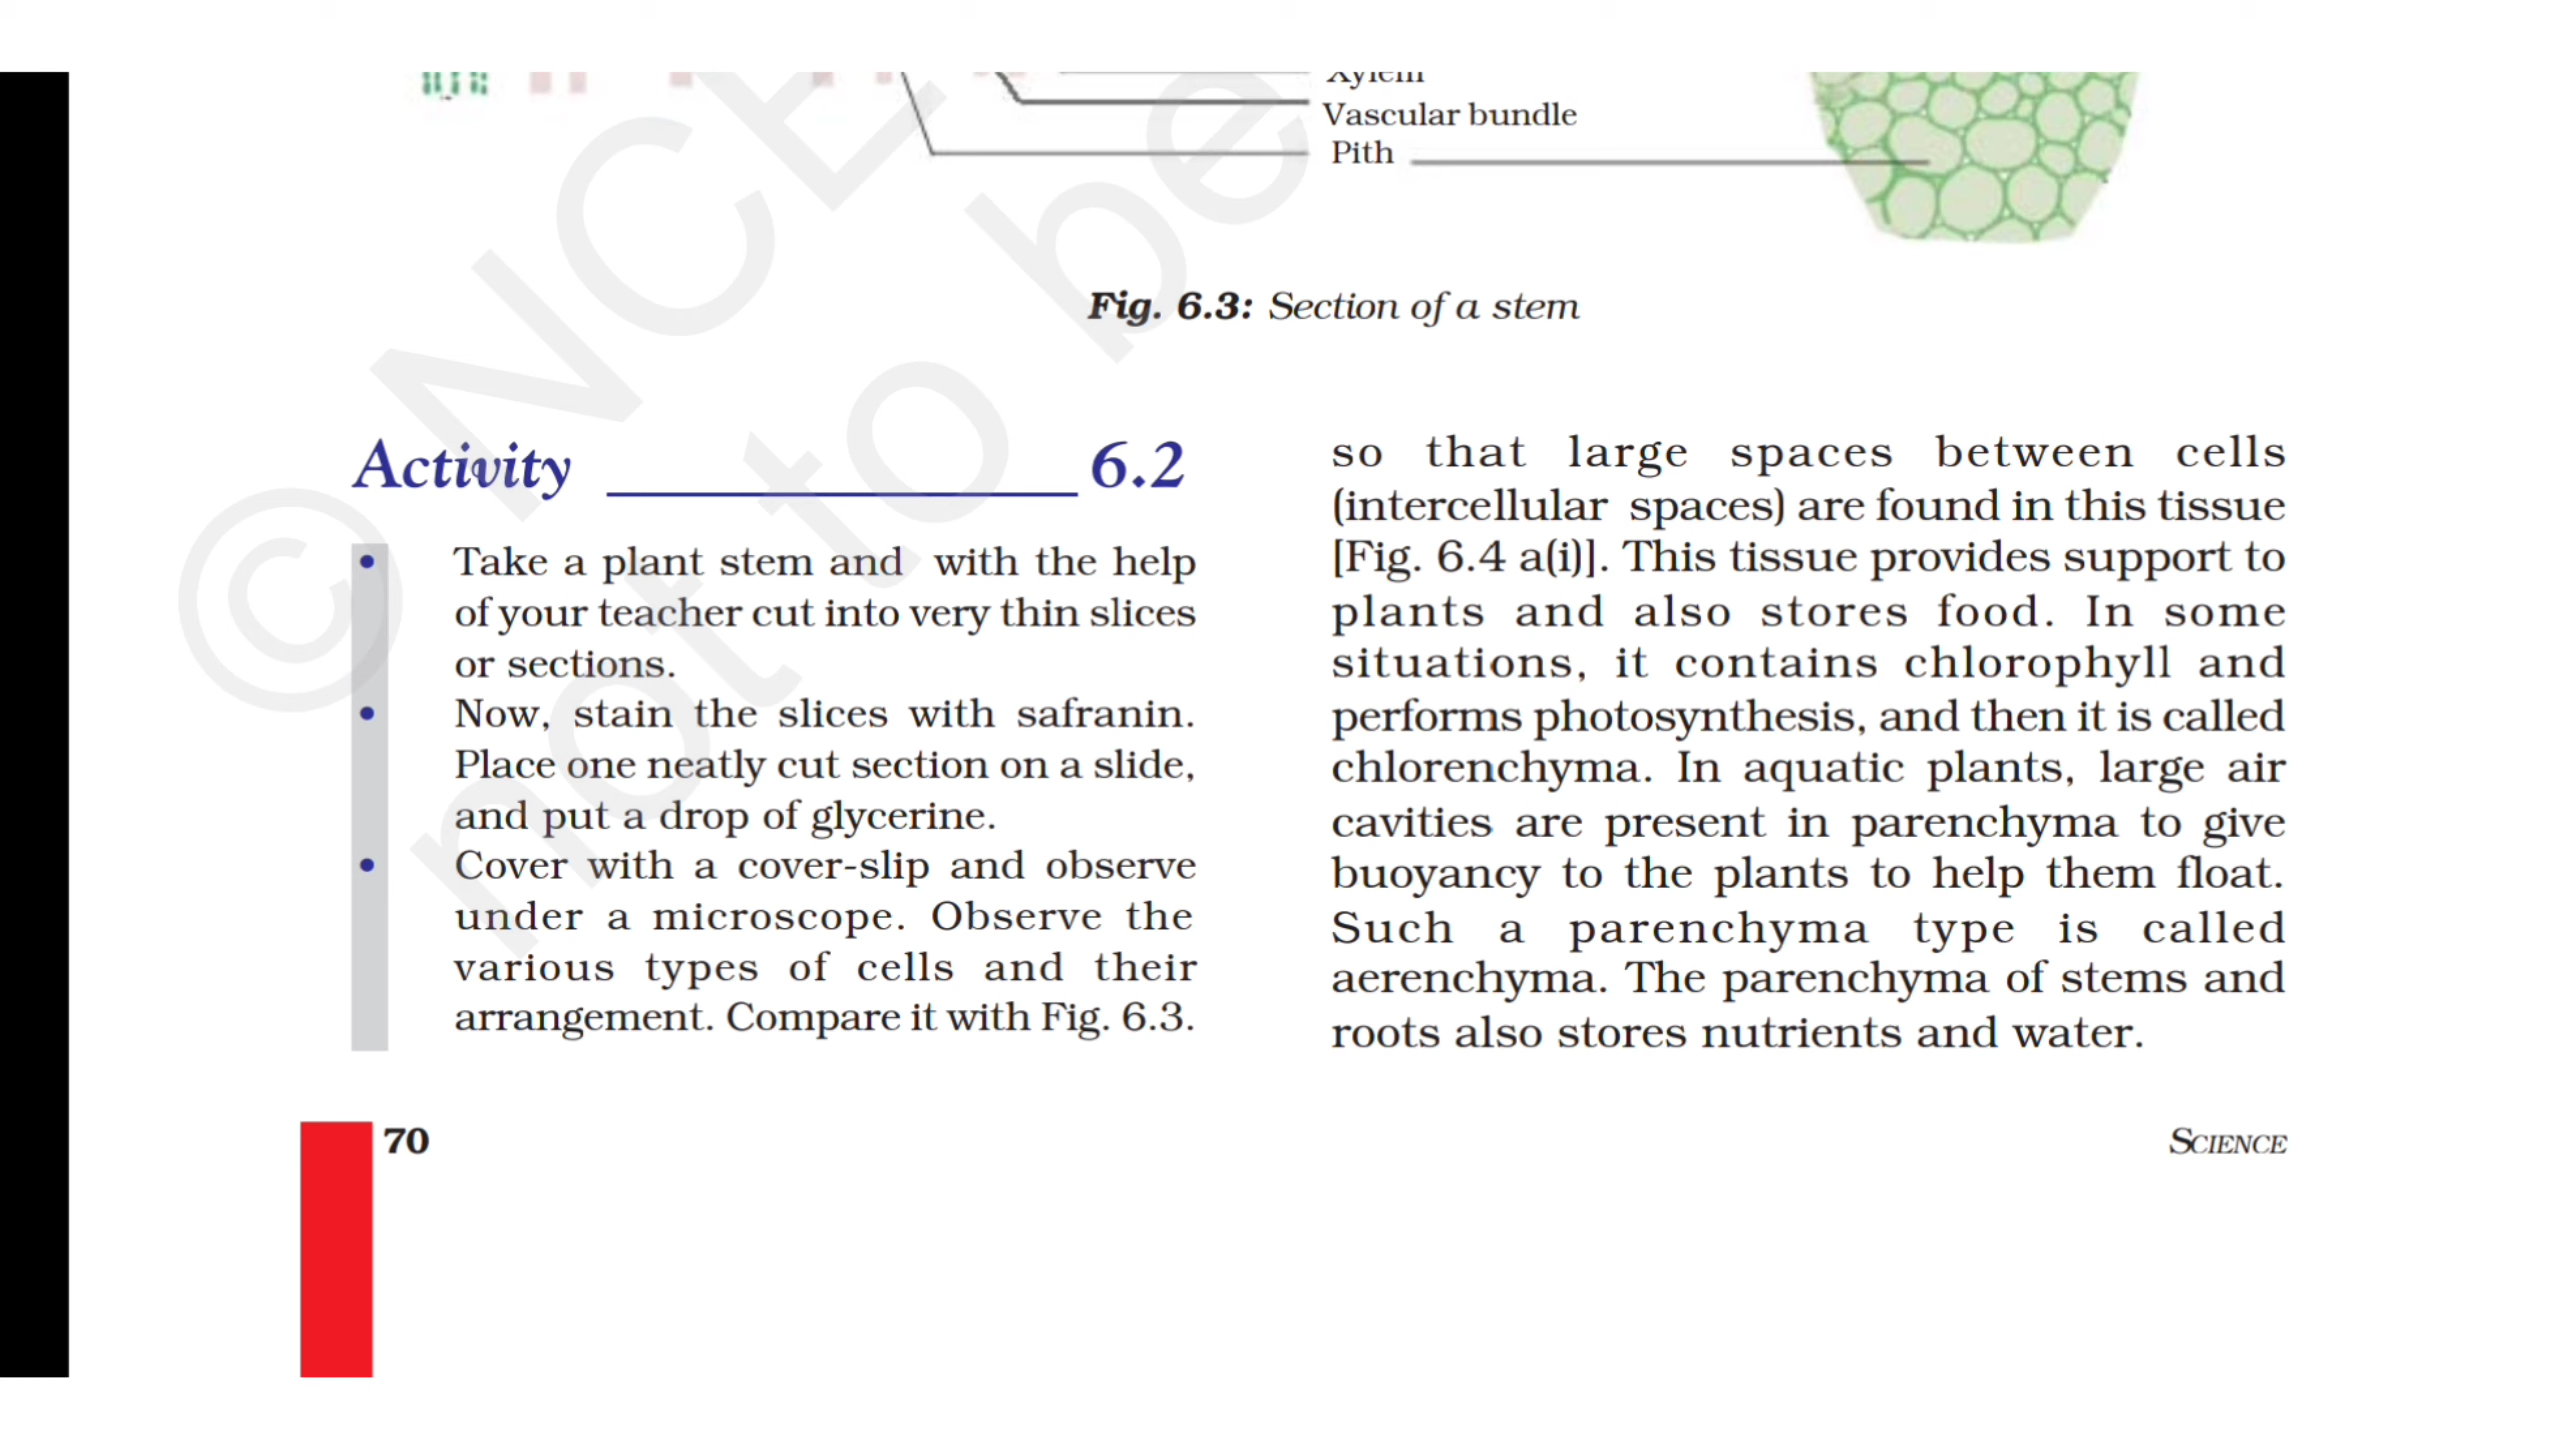 Xylem
Vascular bundle
Pith
Fig. 6.3: Section of a stem
Activity 6.2
• Take a plant stem and with the help
of your teacher cut into very thin slices
or sections.
• Now, stain the slices with safranin.
Place one neatly cut section on a slide,
and put a drop of glycerine.
• Cover with a cover-slip and observe
under a microscope. Observe the
various types of cells and their
arrangement. Compare it with Fig. 6.3.
so that large spaces between cells
(intercellular spaces) are found in this tissue
[Fig. 6.4 a(i)]. This tissue provides support to
plants and also stores food. In some
situations, it contains chlorophyll and
performs photosynthesis, and then it is called
chlorenchyma. In aquatic plants, large air
cavities are present in parenchyma to give
buoyancy to the plants to help them float.
Such a parenchyma type is called
aerenchyma. The parenchyma of stems and
roots also stores nutrients and water.
70
SCIENCE
© NCE
not to be